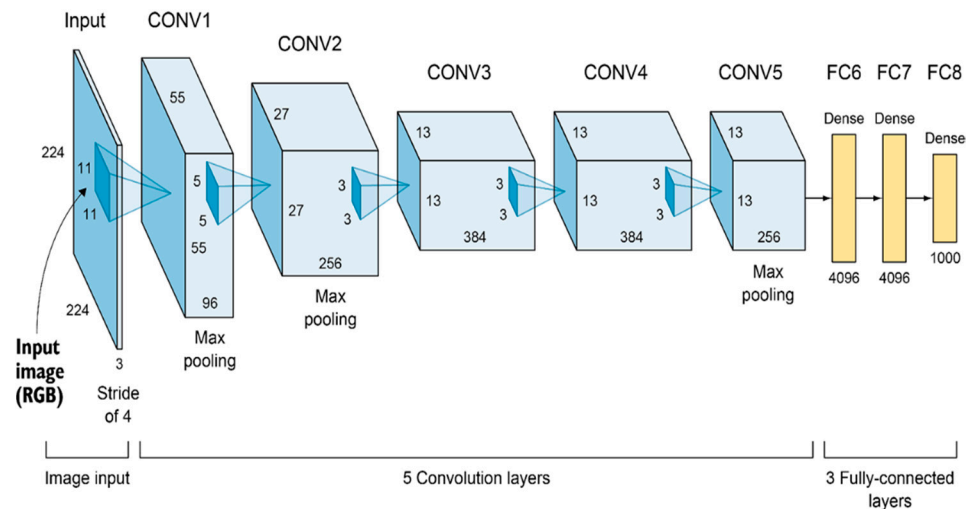 Input
CONV1
CONV2
CONV3
CONV4
CONV5
FC6
FC7
FC8
224
11
11
224
3
Stride
of 4
Input
image
(RGB)
55
5
5
55
96
Max
pooling
27
3
27
3
256
Max
pooling
13
3
13
3
384
13
3
13
3
384
13
13
256
Max
pooling
Dense
4096
Dense
4096
Dense
1000
Image input
5 Convolution layers
3 Fully-connected
layers